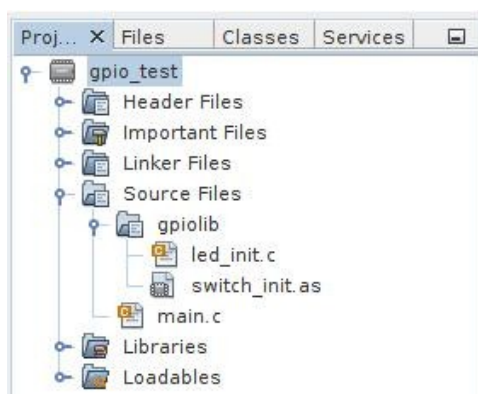 Proj... Files Classes Services
gpio_test
Header Files
Important Files
Linker Files
Source Files
gpiolib
led_init.c
switch_init.as
main.c
Libraries
Loadables